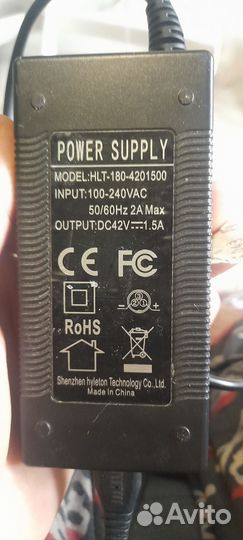 POWER SUPPLY
MODEL:HLT-180-4201500
INPUT:100-240VAC
50/60Hz 2A Max
OUTPUT:DC42V⎓1.5A
CE FC
RoHS
Shenzhen hyleton Technology Co.,Ltd.
Made In China
Avito